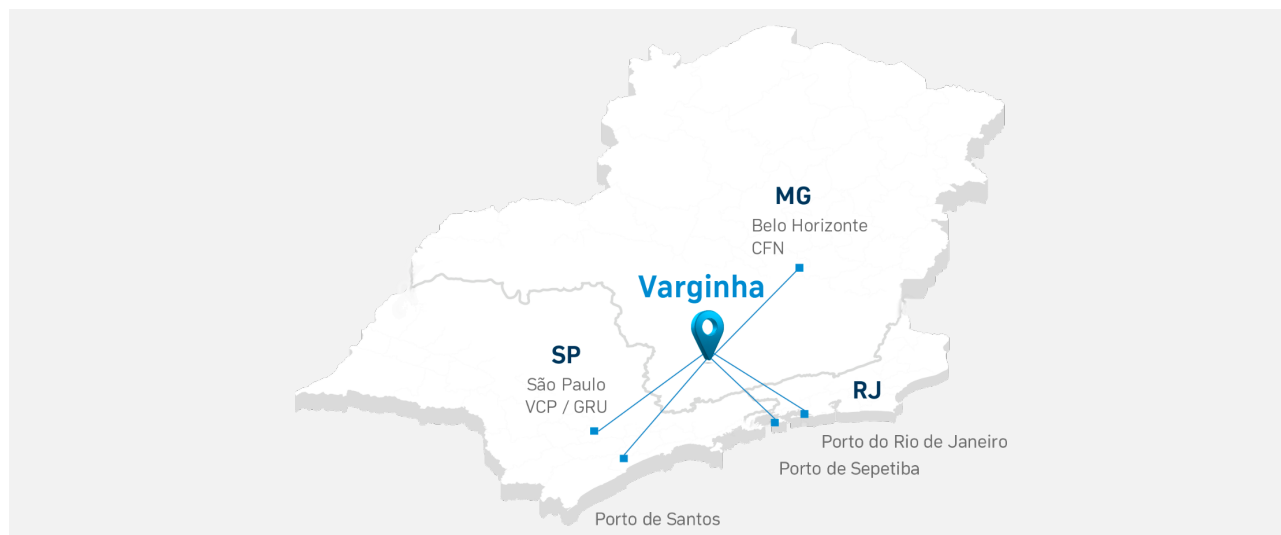 MG
Belo Horizonte
CFN
Varginha
SP
São Paulo
VCP / GRU
RJ
Porto do Rio de Janeiro
Porto de Sepetiba
Porto de Santos